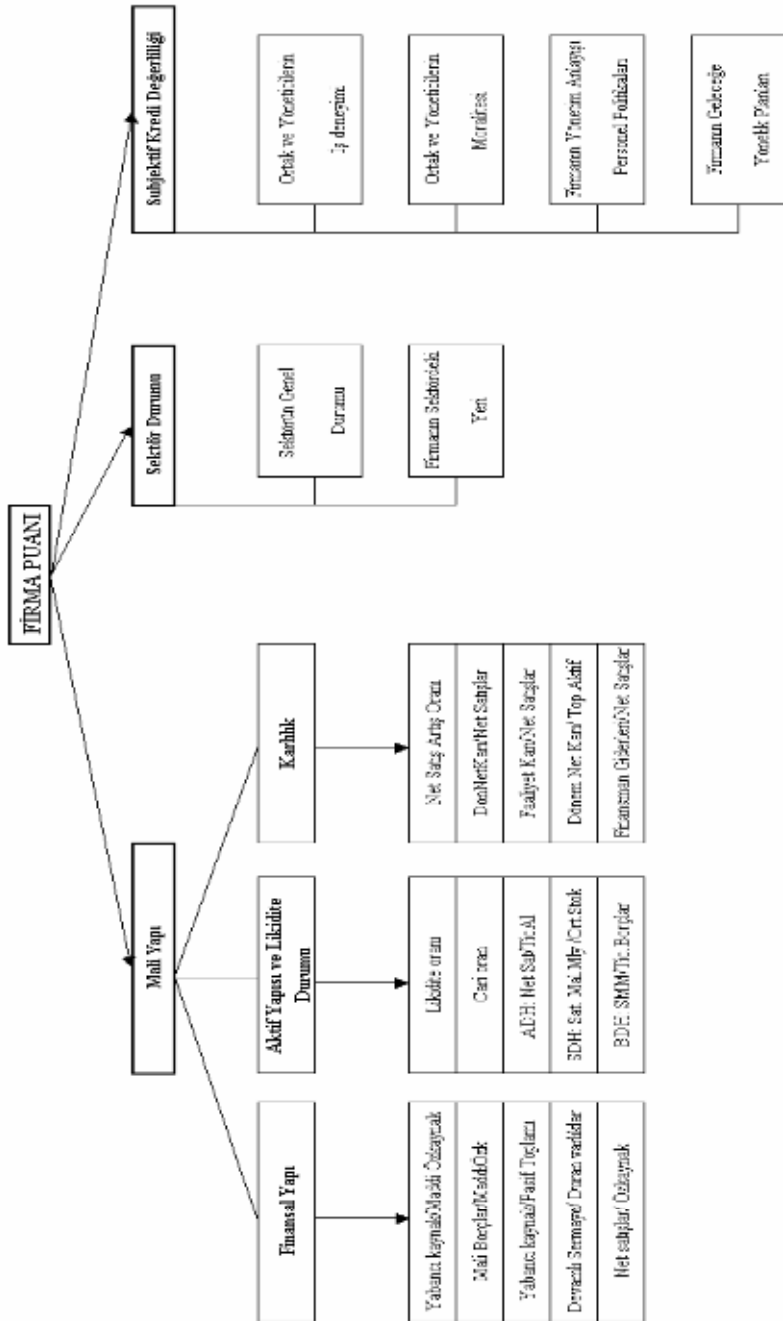 FİRMA PUANI
Mali Yapı
Sektör Durumu
Subjektif Kredi Değerliliği
Finansal Yapı
Aktif Yapısı ve Likidite
Durumu
Karlılık
Sektörün Genel
Durumu
Ortak ve Yöneticilerin
İş deneyimi
Yabancı kaynak/Maddi Özkaynak
Mali Borçlar/MaddiÖzk
Yabancı kaynak/Pasif Toplamı
Devamlı Sermaye/ Duran varlıklar
Net satışlar/ Özkaynak
Likidite oranı
Cari oran
ADH: Net Sat/Tic.Al
SDH: Sat. Mal. Mly /Ort.Stok
BDH: SMM/Tic.Borçlar
Net Satış Artış Oranı
DönNetKarı/Net Satışlar
Faaliyet Karı/Net Satışlar
Dönem Net Karı/ Top Aktif
Finansman Giderleri/Net Satışlar
Firmanın Sektördeki
Yeri
Ortak ve Yöneticilerin
Moralitesi
Firmanın Yönetim Anlayışı
Personel Politikaları
Firmanın Geleceğe
Yönelik Planları